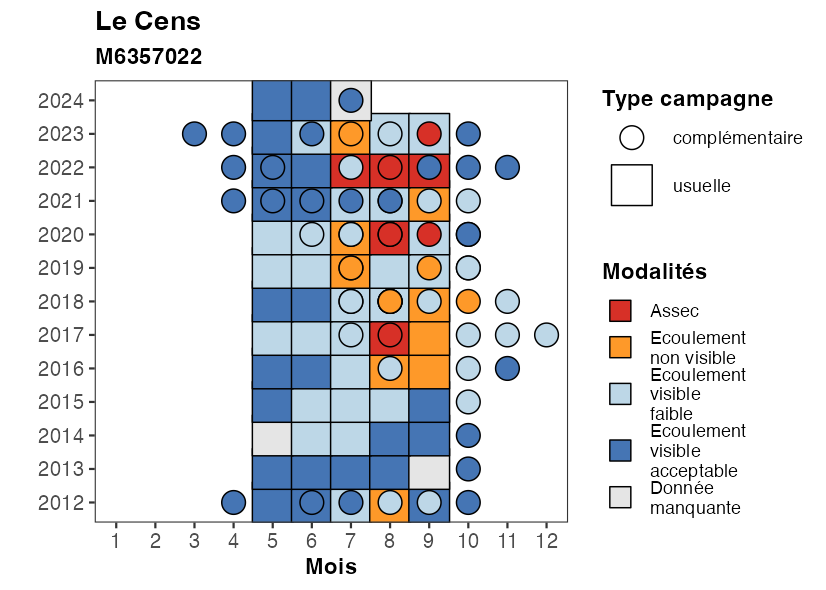 Le Cens
M6357022
2024
2023
2022
2021
2020
2019
2018
2017
2016
2015
2014
2013
2012
1 2 3 4 5 6 7 8 9 10 11 12
Mois
Type campagne
complémentaire
usuelle
Modalités
Assec
Ecoulement
non visible
Ecoulement
visible
faible
Ecoulement
visible
acceptable
Donnée
manquante